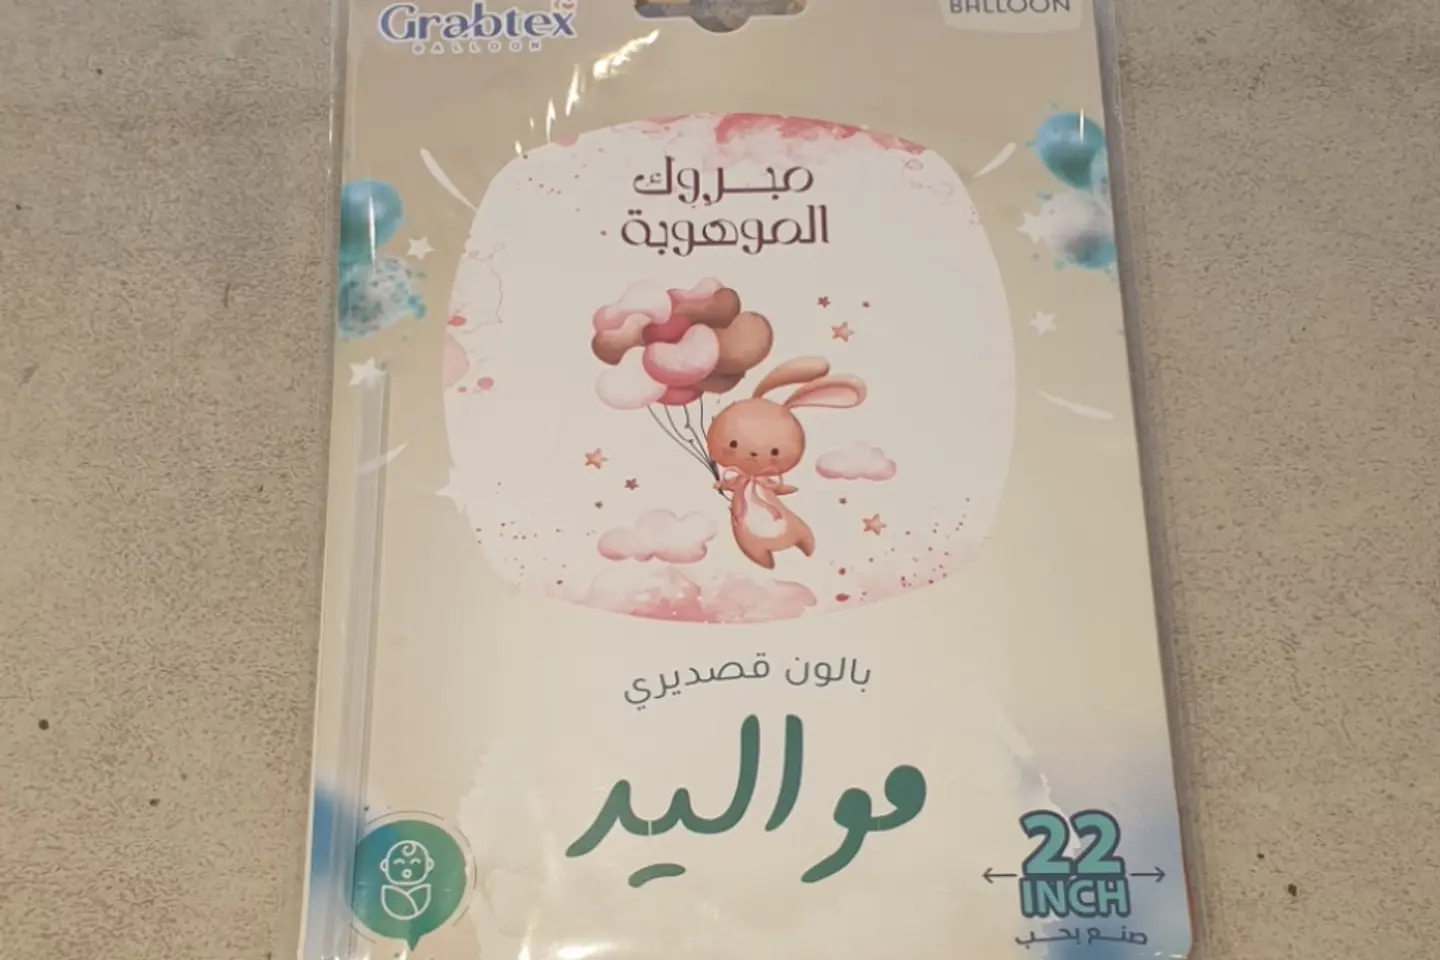 Grabtex
BALLOON
BALLOON
مبروك
الموهوبة
بالون قصديري
مواليد
22
INCH
صنع بحب